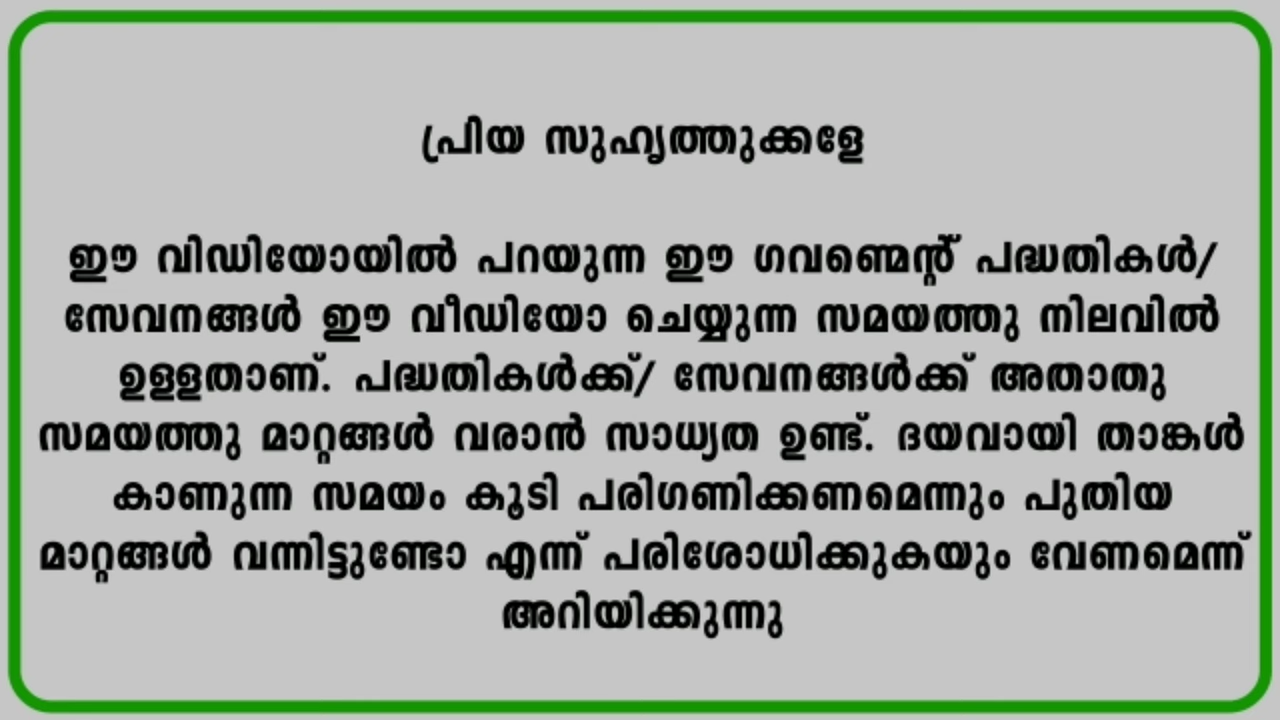 പ്രിയ സുഹൃത്തുക്കളേ
ഈ വിഡിയോയിൽ പറയുന്ന ഈ ഗവണ്മെന്റ് പദ്ധതികൾ/
സേവനങ്ങൾ ഈ വീഡിയോ ചെയ്യുന്ന സമയത്തു നിലവിൽ
ഉള്ളതാണ്. പദ്ധതികൾക്ക്/ സേവനങ്ങൾക്ക് അതാതു
സമയത്തു മാറ്റങ്ങൾ വരാൻ സാധ്യത ഉണ്ട്. ദയവായി താങ്കൾ
കാണുന്ന സമയം കൂടി പരിഗണിക്കണമെന്നും പുതിയ
മാറ്റങ്ങൾ വന്നിട്ടുണ്ടോ എന്ന് പരിശോധിക്കുകയും വേണമെന്ന്
അറിയിക്കുന്നു